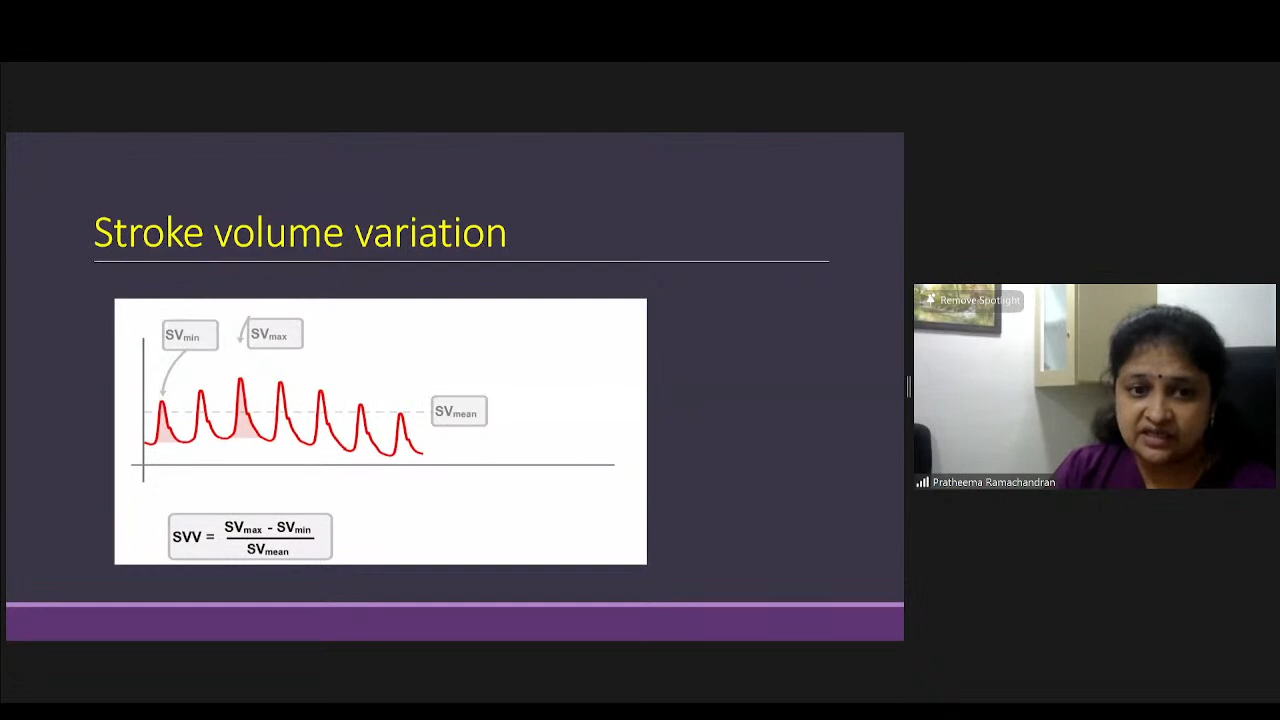 Stroke volume variation
SVmin
SVmax
SVmean
SVV = SVmax - SVmin
SVmean
Remove Spotlight
Pratheema Ramachandran